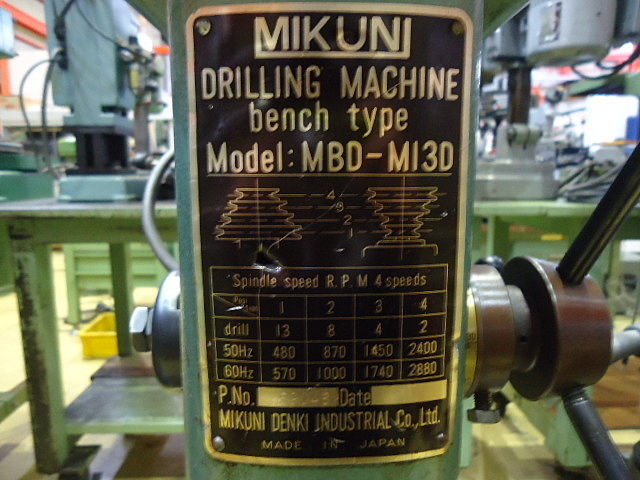 MIKUNI
DRILLING MACHINE
bench type
Model: MBD-M13D
4
3
2
1
Spindle speed R.P.M 4 speeds
1 2 3 4
drill 13 8 4 2
50Hz 480 870 1450 2400
60Hz 570 1000 1740 2880
P.No. Date
MIKUNI DENKI INDUSTRIAL Co., Ltd.
MADE IN JAPAN